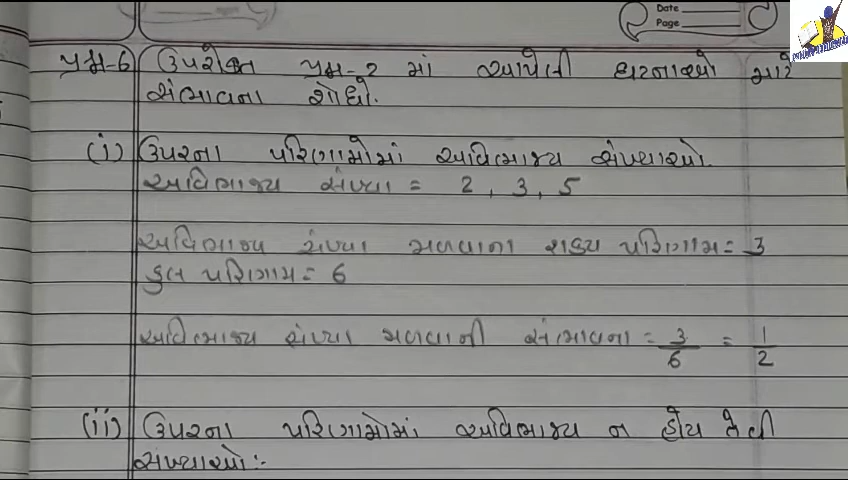 Date
Page
પ્રશ્ન-6 ઉપરોક્ત પ્રશ્ન-2 માં આપેલી ઘટનાઓ માટે
સંભાવના શોધો.
(i) ઉપરના પરિણામોમાં અવિભાજ્ય સંખ્યાઓ.
અવિભાજ્ય સંખ્યા = 2, 3, 5
અવિભાજ્ય સંખ્યા મળવાના શક્ય પરિણામ = 3
કુલ પરિણામ = 6
અવિભાજ્ય સંખ્યા મળવાની સંભાવના = 3/6 = 1/2
(ii) ઉપરના પરિણામોમાં અવિભાજ્ય ન હોય તેવી
સંખ્યાઓ:-